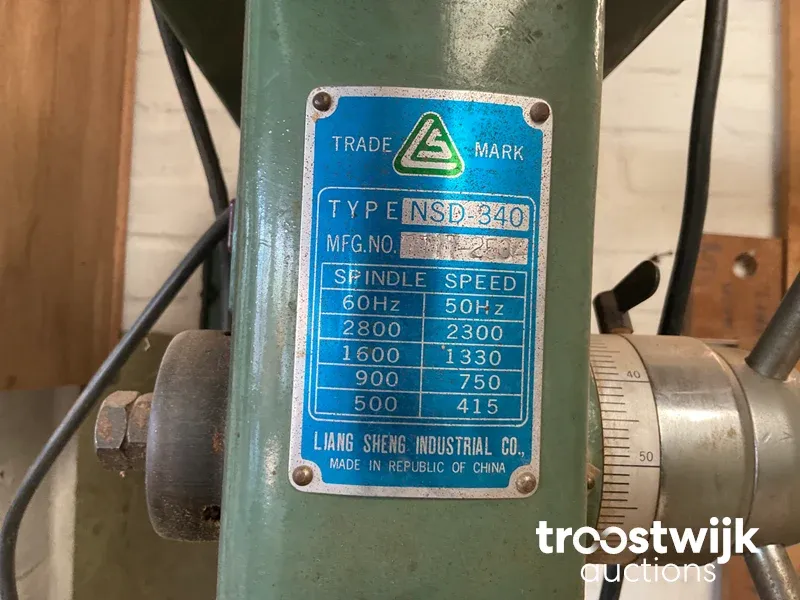 TRADE LS MARK
TYPE NSD-340
MFG.NO.
SPINDLE SPEED
60Hz 50Hz
2800 2300
1600 1330
900 750
500 415
LIANG SHENG INDUSTRIAL CO.,
MADE IN REPUBLIC OF CHINA
40
50
troostwijk
auctions